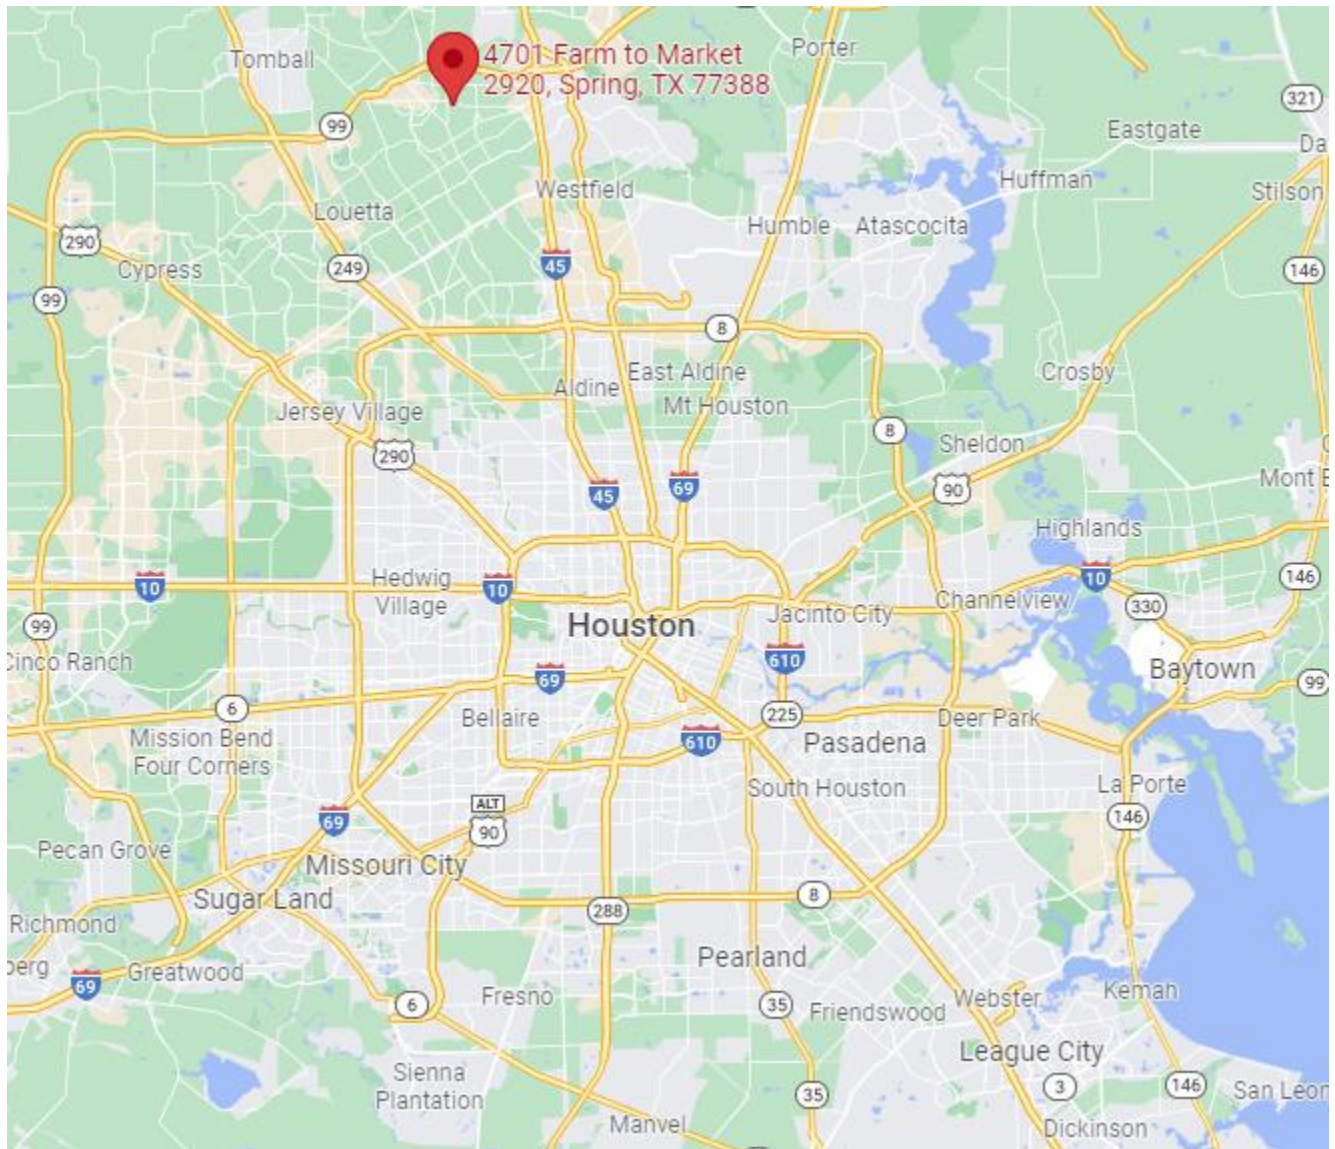 Tomball
4701 Farm to Market
2920, Spring, TX 77388
Porter
321
99
Eastgate
Da
Westfield
Huffman
Stilson
Louetta
Humble
Atascocita
290
Cypress
249
45
146
99
8
East Aldine
Aldine
Crosby
Jersey Village
Mt Houston
8
Sheldon
290
45
69
90
Mont B
Highlands
10
Hedwig
Village
10
10
146
330
Channelview
Jacinto City
Houston
99
Cinco Ranch
610
Baytown
69
99
6
Bellaire
225
Deer Park
Mission Bend
Four Corners
610
Pasadena
South Houston
La Porte
69
ALT
90
146
Pecan Grove
Missouri City
Sugar Land
8
288
Richmond
berg
Greatwood
Pearland
69
Fresno
6
35
Friendswood
Webster
Kemah
League City
Sienna
Plantation
35
3
146
San Leon
Manvel
Dickinson